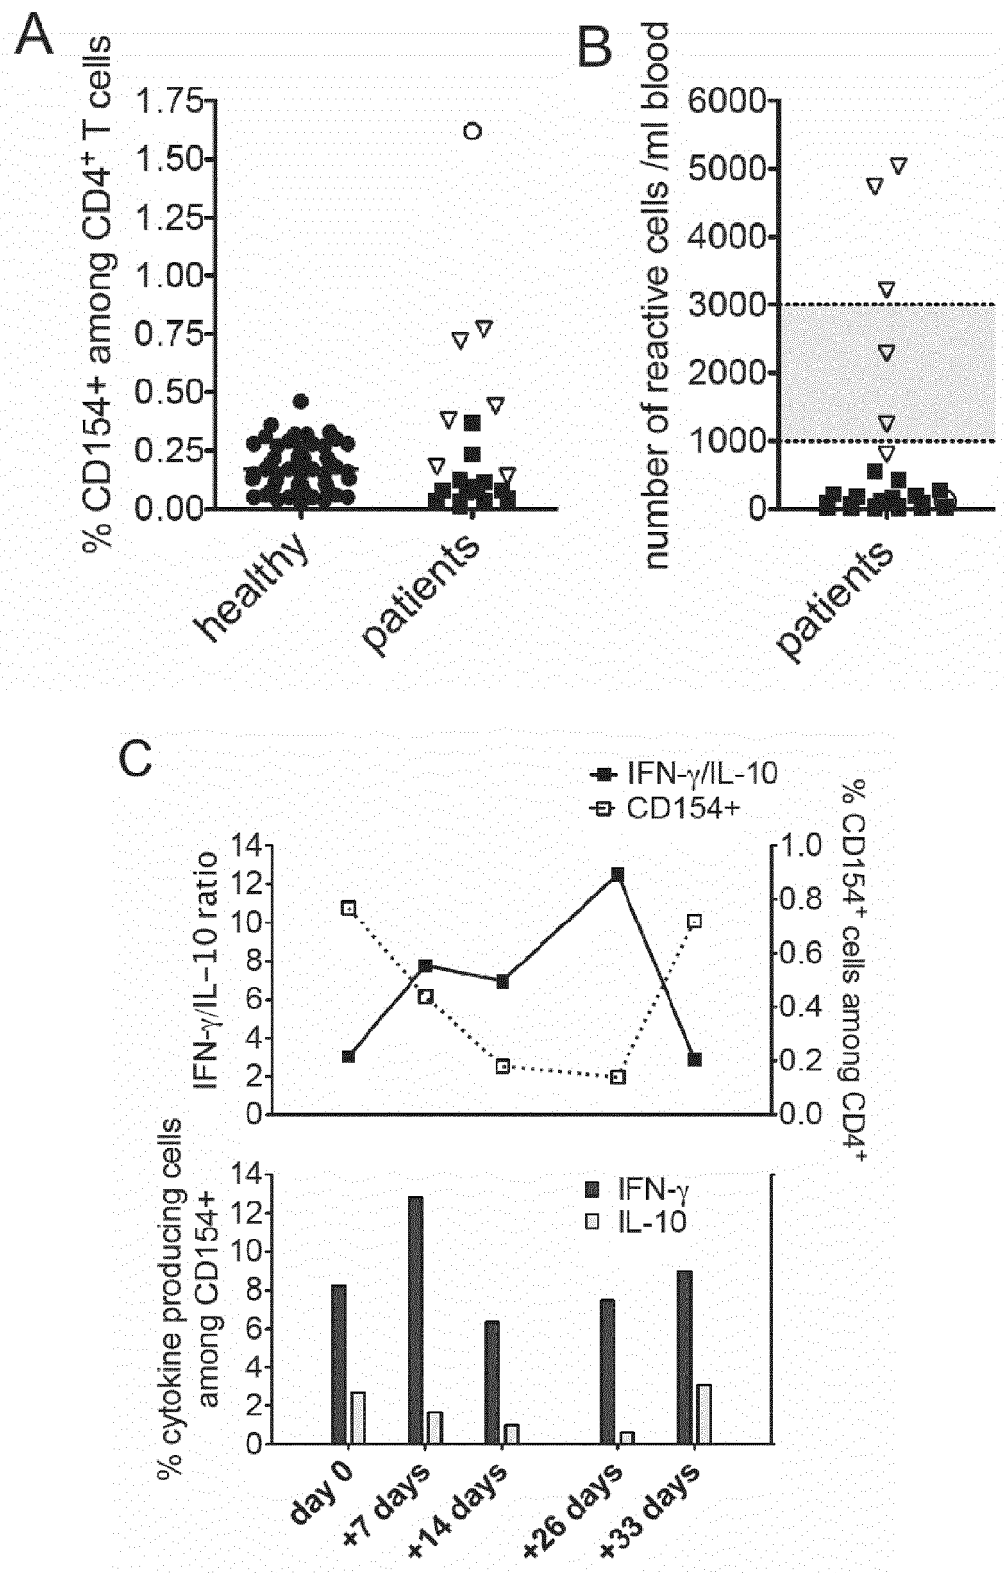 A
% CD154+ among CD4+ T cells
1.75
1.50
1.25
1.00
0.75
0.50
0.25
0.00
healthy
patients
B
number of reactive cells /ml blood
6000
5000
4000
3000
2000
1000
0
patients
C
IFN-γ/IL-10
CD154+
IFN-γ/IL–10 ratio
14
12
10
8
6
4
2
0
1.0
0.8
0.6
0.4
0.2
0.0
% CD154+ cells among CD4+
% cytokine producing cells
among CD154+
14
12
10
8
6
4
2
0
IFN-γ
IL-10
day 0
+7 days
+14 days
+26 days
+33 days